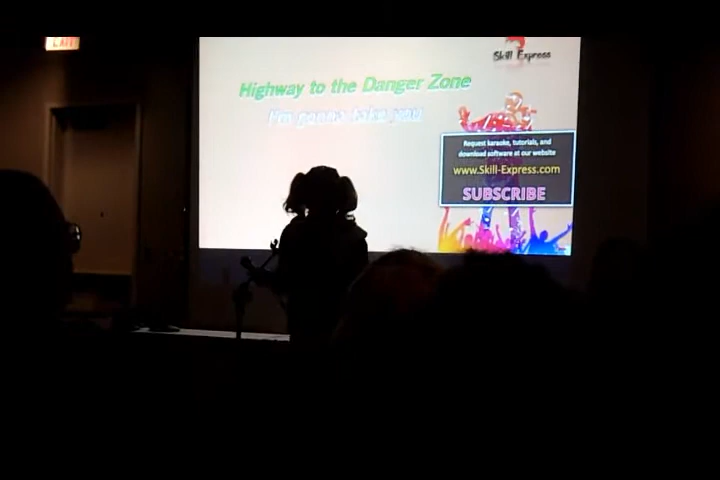 EXIT
Skill Express
Highway to the Danger Zone
I'm gonna take you
Request karaoke, tutorials, and
download software at our website
www.Skill-Express.com
SUBSCRIBE